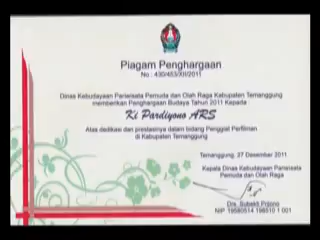 Piagam Penghargaan
No : 430/453/XII/2011
Dinas Kebudayaan Pariwisata Pemuda dan Olah Raga Kabupaten Temanggung
memberikan Penghargaan Budaya Tahun 2011 Kepada
Ki Pardiyono ARS
Atas dedikasi dan prestasinya dalam bidang Penggiat Perfilman
di Kabupaten Temanggung
Temanggung, 27 Desember 2011
Kepala Dinas Kebudayaan Pariwisata
Pemuda dan Olah Raga
Drs. Subekti Prijono
NIP 19580514 198510 1 001